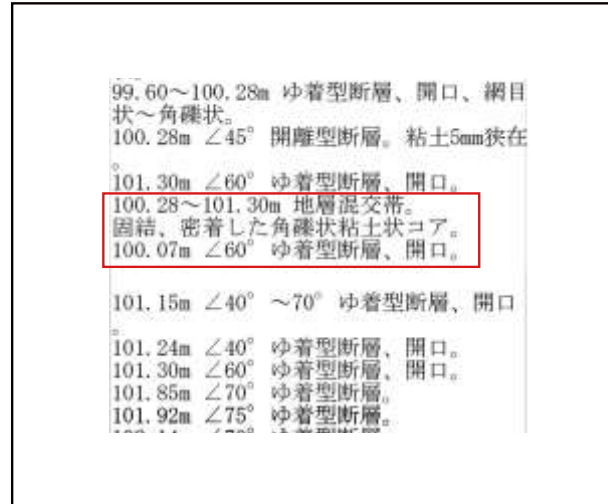 99.60～100.28m ゆ着型断層、開口、網目
状～角礫状。
100.28m ∠45° 開離型断層。粘土5mm狭在
。
101.30m ∠60° ゆ着型断層、開口。
100.28～101.30m 地層混交帯。
固結、密着した角礫状粘土状コア。
100.07m ∠60° ゆ着型断層、開口。
101.15m ∠40° ～70° ゆ着型断層、開口
。
101.24m ∠40° ゆ着型断層、開口。
101.30m ∠60° ゆ着型断層、開口。
101.85m ∠70° ゆ着型断層。
101.92m ∠75° ゆ着型断層。